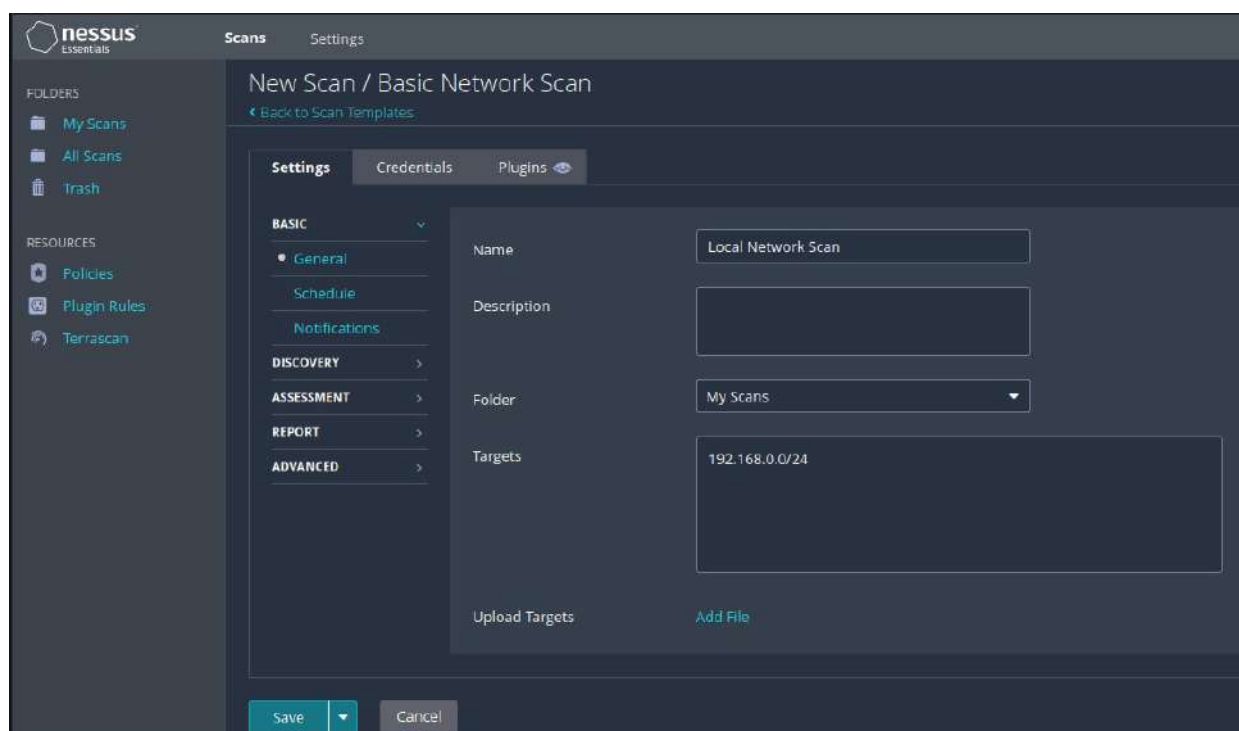 nessus
Essentials
Scans Settings
FOLDERS
My Scans
All Scans
Trash
RESOURCES
Policies
Plugin Rules
Terrascan
New Scan / Basic Network Scan
Back to Scan Templates
Settings Credentials Plugins
BASIC
General
Schedule
Notifications
DISCOVERY
ASSESSMENT
REPORT
ADVANCED
Name Local Network Scan
Description
Folder My Scans
Targets 192.168.0.0/24
Upload Targets Add File
Save Cancel